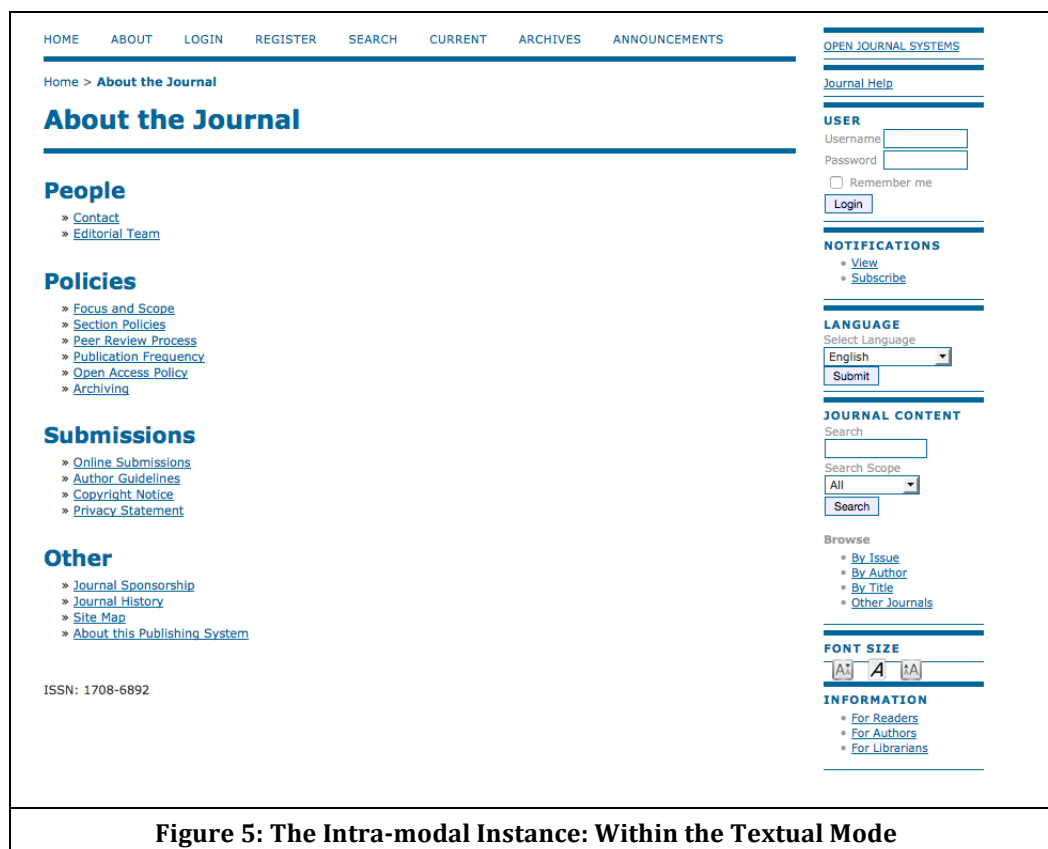 HOME ABOUT LOGIN REGISTER SEARCH CURRENT ARCHIVES ANNOUNCEMENTS
Home > About the Journal
About the Journal
People
» Contact
» Editorial Team
Policies
» Focus and Scope
» Section Policies
» Peer Review Process
» Publication Frequency
» Open Access Policy
» Archiving
Submissions
» Online Submissions
» Author Guidelines
» Copyright Notice
» Privacy Statement
Other
» Journal Sponsorship
» Journal History
» Site Map
» About this Publishing System
ISSN: 1708-6892
OPEN JOURNAL SYSTEMS
Journal Help
USER
Username
Password
Remember me
Login
NOTIFICATIONS
• View
• Subscribe
LANGUAGE
Select Language
English
Submit
JOURNAL CONTENT
Search
Search Scope
All
Search
Browse
• By Issue
• By Author
• By Title
• Other Journals
FONT SIZE
A A A
INFORMATION
• For Readers
• For Authors
• For Librarians
Figure 5: The Intra-modal Instance: Within the Textual Mode